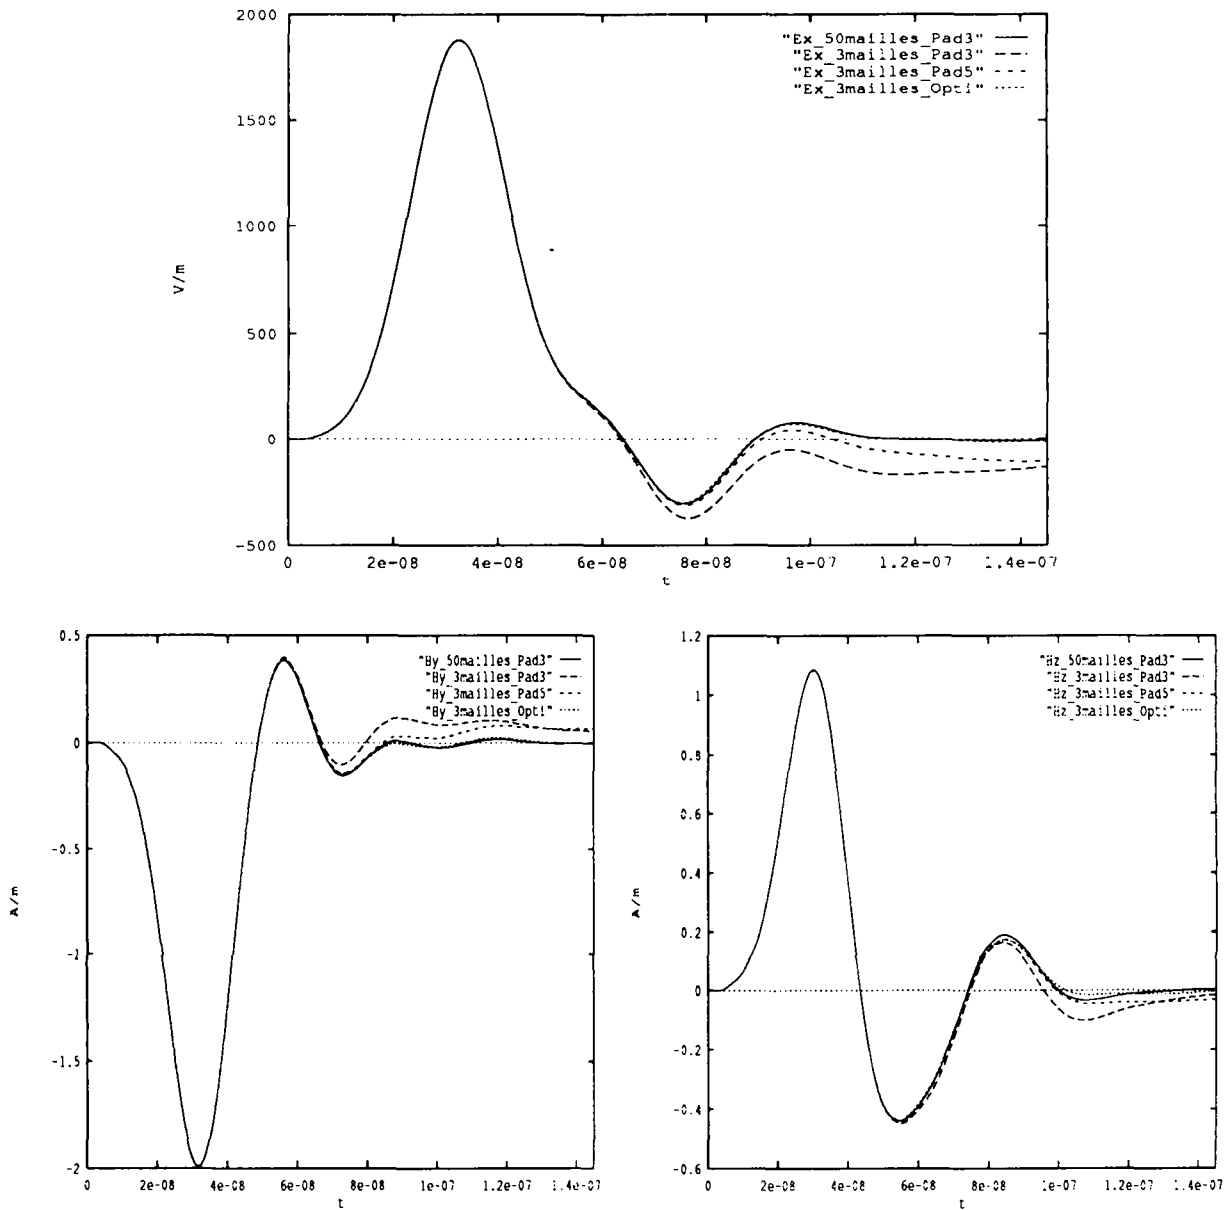 2000
1500
1000
500
0
-500
V/m
"Ex_50mailles_Pad3"
"Ex_3mailles_Pad3"
"Ex_3mailles_Pad5"
"Ex_3mailles_Opti"
0 2e-08 4e-08 6e-08 8e-08 1e-07 1.2e-07 1.4e-07
t
0.5
0
-0.5
-1
-1.5
-2
A/m
"Hy_50mailles_Pad3"
"Hy_3mailles_Pad3"
"Hy_3mailles_Pad5"
"Hy_3mailles_Opti"
0 2e-08 4e-08 6e-08 8e-08 1e-07 1.2e-07 1.4e-07
t
1.2
1
0.8
0.6
0.4
0.2
0
-0.2
-0.4
-0.6
A/m
"Hz_50mailles_Pad3"
"Hz_3mailles_Pad3"
"Hz_3mailles_Pad5"
"Hz_3mailles_Opti"
0 2e-08 4e-08 6e-08 8e-08 1e-07 1.2e-07 1.4e-07
t